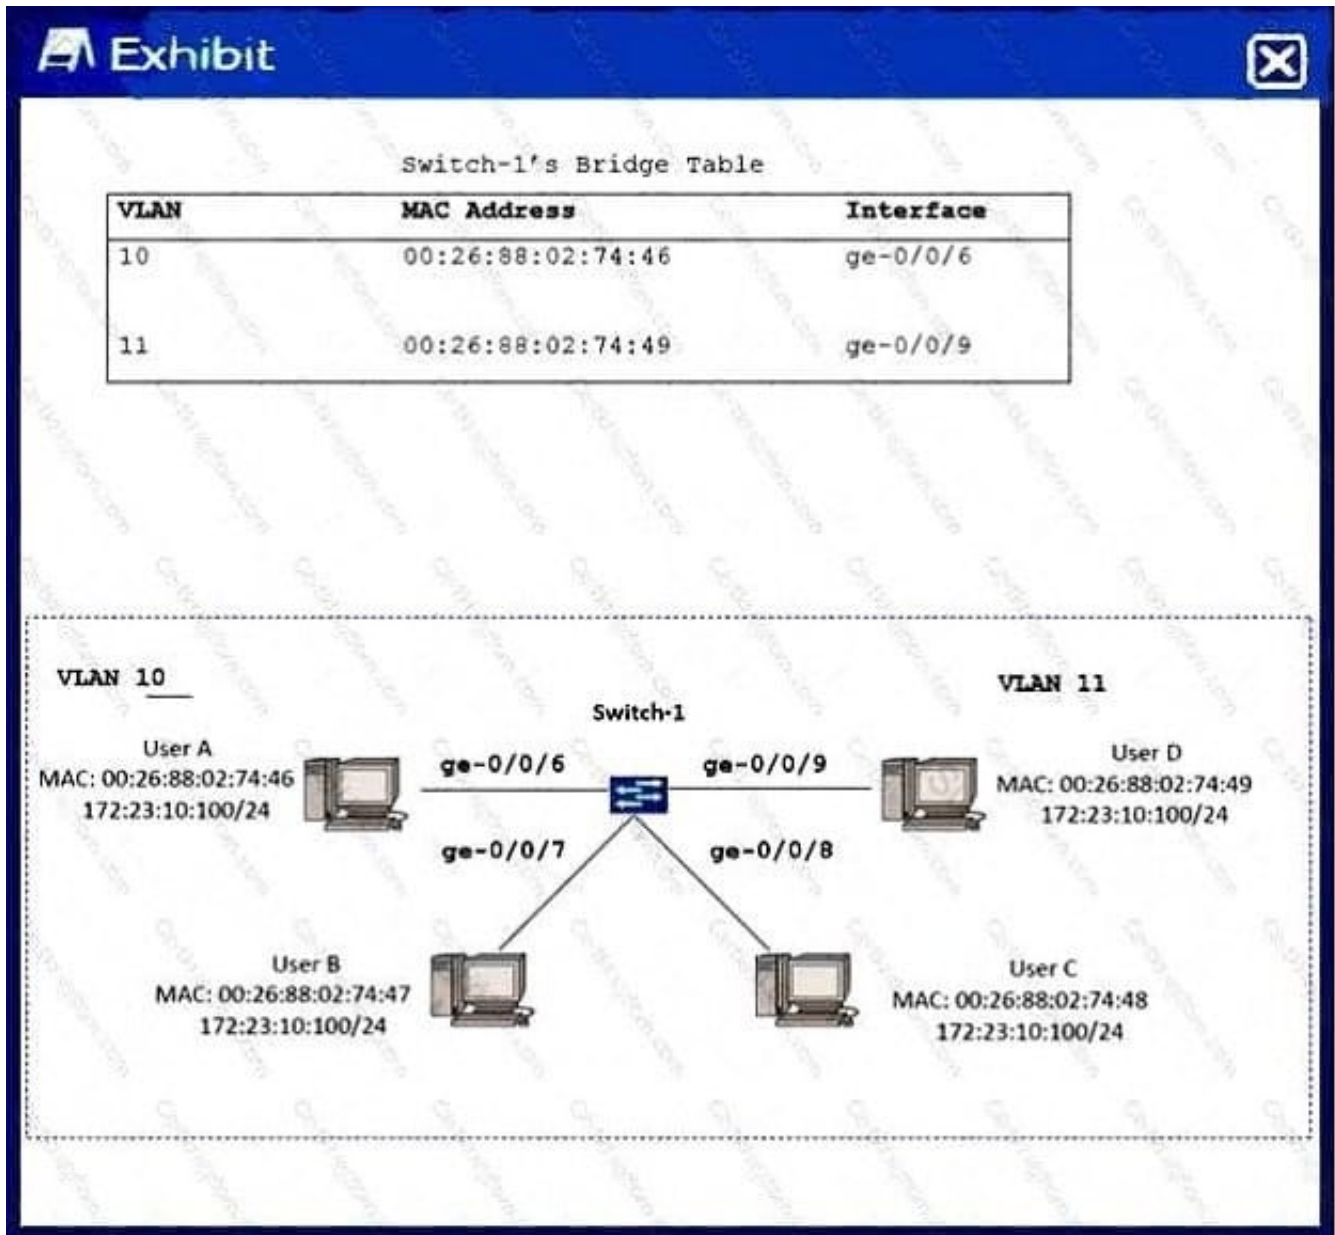 Exhibit
Switch-1's Bridge Table
VLAN MAC Address Interface
10 00:26:88:02:74:46 ge-0/0/6
11 00:26:88:02:74:49 ge-0/0/9
VLAN 10
VLAN 11
Switch-1
User A
MAC: 00:26:88:02:74:46
172:23:10:100/24
ge-0/0/6
ge-0/0/9
User D
MAC: 00:26:88:02:74:49
172:23:10:100/24
ge-0/0/7
ge-0/0/8
User B
MAC: 00:26:88:02:74:47
172:23:10:100/24
User C
MAC: 00:26:88:02:74:48
172:23:10:100/24